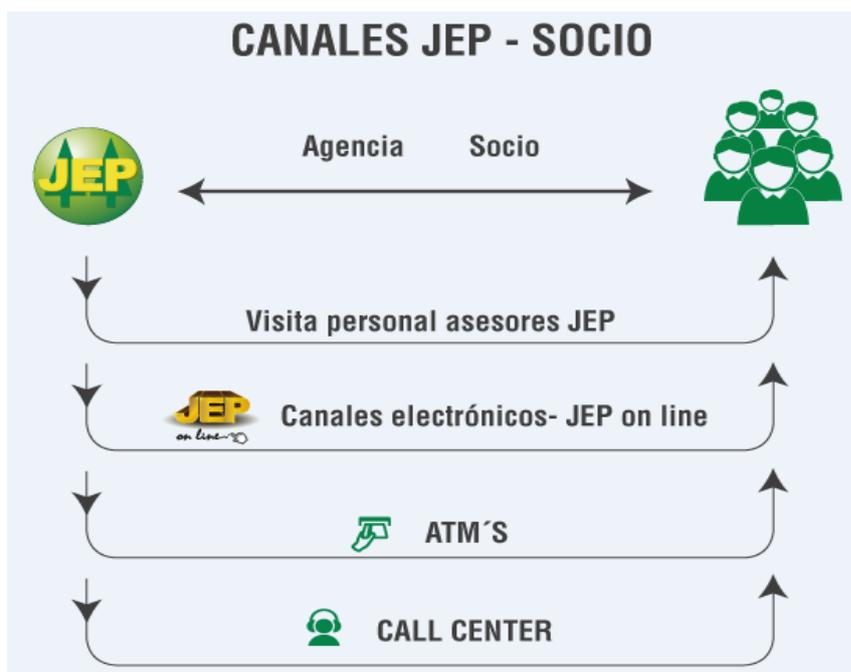 CANALES JEP - SOCIO
Agencia Socio
JEP
Visita personal asesores JEP
JEP
on line
Canales electrónicos- JEP on line
ATM´S
CALL CENTER